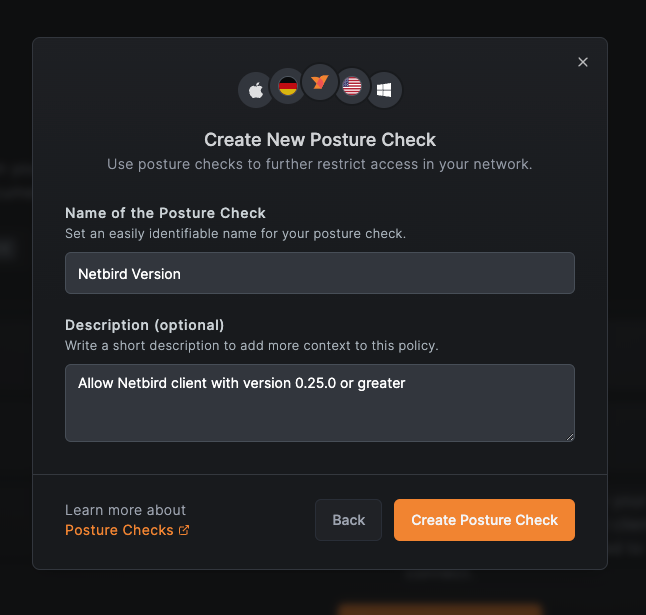 Create New Posture Check
Use posture checks to further restrict access in your network.
Name of the Posture Check
Set an easily identifiable name for your posture check.
Netbird Version
Description (optional)
Write a short description to add more context to this policy.
Allow Netbird client with version 0.25.0 or greater
Learn more about
Posture Checks
Back
Create Posture Check